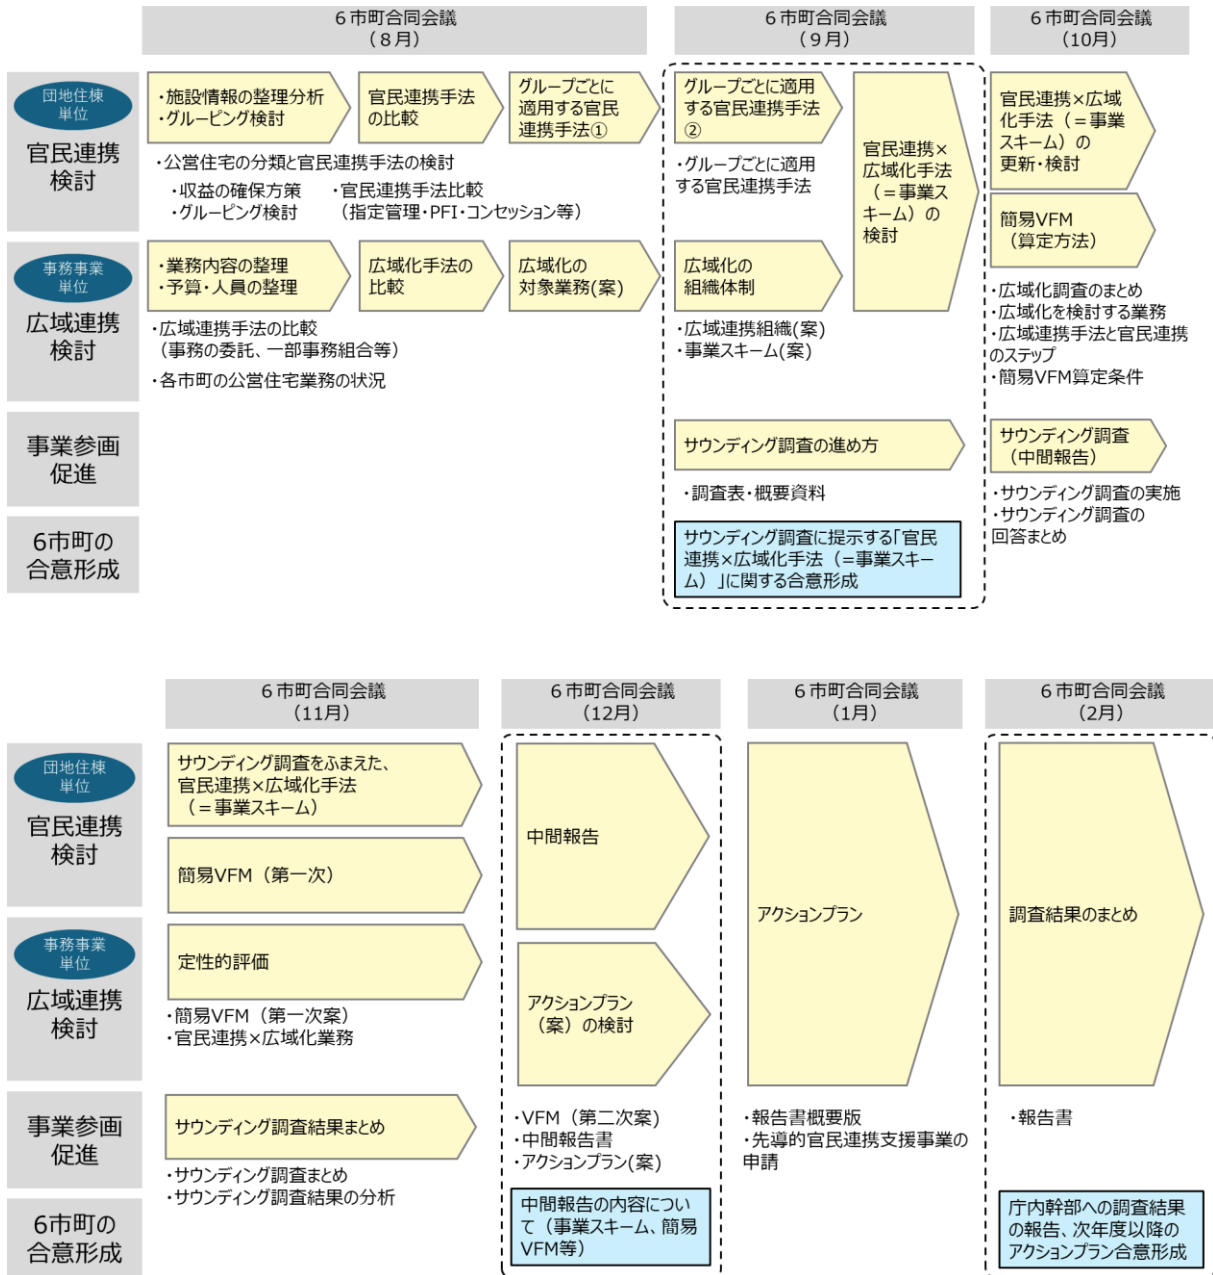 ６市町合同会議
（８月）
６市町合同会議
（９月）
６市町合同会議
（10月）
団地住棟
単位
官民連携
検討
・施設情報の整理分析
・グルーピング検討
官民連携手法
の比較
グループごとに
適用する官民
連携手法①
グループごとに適用
する官民連携手法
②
官民連携×
広域化手法
（＝事業ス
キーム）の
検討
官民連携×広域
化手法（＝事業
スキーム）の
更新・検討
・公営住宅の分類と官民連携手法の検討
・収益の確保方策
・グルーピング検討
・官民連携手法比較
（指定管理・PFI・コンセッション等）
・グループごとに適用
する官民連携手法
簡易VFM
（算定方法）
事務事業
単位
広域連携
検討
・業務内容の整理
・予算・人員の整理
広域化手法の
比較
広域化の
対象業務(案)
広域化の
組織体制
・広域連携手法の比較
（事務の委託、一部事務組合等）
・各市町の公営住宅業務の状況
・広域連携組織(案)
・事業スキーム(案)
・広域化調査のまとめ
・広域化を検討する業務
・広域連携手法と官民連携
のステップ
・簡易VFM算定条件
事業参画
促進
サウンディング調査の進め方
・調査表・概要資料
サウンディング調査
（中間報告）
・サウンディング調査の実施
・サウンディング調査の
回答まとめ
6市町の
合意形成
サウンディング調査に提示する「官民
連携×広域化手法（=事業スキー
ム）」に関する合意形成
６市町合同会議
（11月）
６市町合同会議
（12月）
６市町合同会議
（1月）
６市町合同会議
（2月）
団地住棟
単位
官民連携
検討
サウンディング調査をふまえた、
官民連携×広域化手法
（＝事業スキーム）
簡易VFM（第一次）
中間報告
アクションプラン
調査結果のまとめ
事務事業
単位
広域連携
検討
定性的評価
・簡易VFM（第一次案）
・官民連携×広域化業務
アクションプラン
（案）の検討
事業参画
促進
サウンディング調査結果まとめ
・サウンディング調査まとめ
・サウンディング調査結果の分析
・VFM（第二次案）
・中間報告書
・アクションプラン(案)
・報告書概要版
・先導的官民連携支援事業の
申請
・報告書
6市町の
合意形成
中間報告の内容につい
て（事業スキーム、簡易
VFM等）
庁内幹部への調査結果
の報告、次年度以降の
アクションプラン合意形成